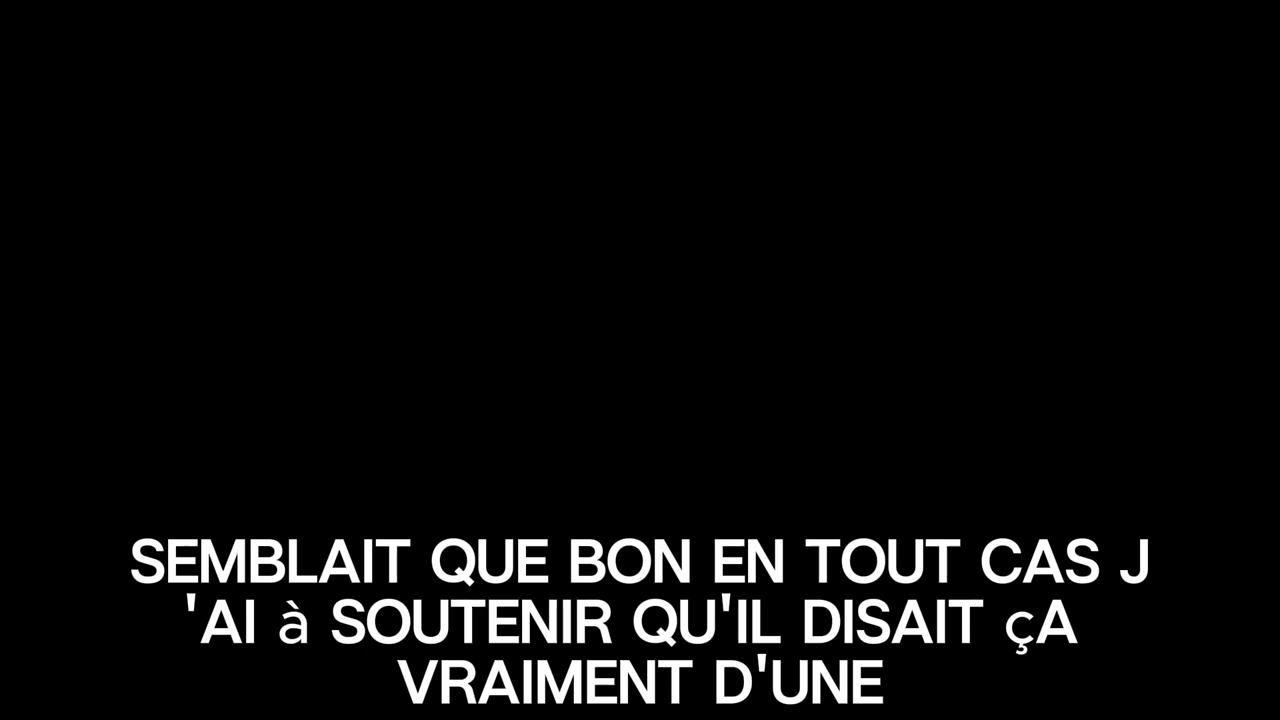 SEMBLAIT QUE BON EN TOUT CAS J
'AI à SOUTENIR QU'IL DISAIT çA
VRAIMENT D'UNE